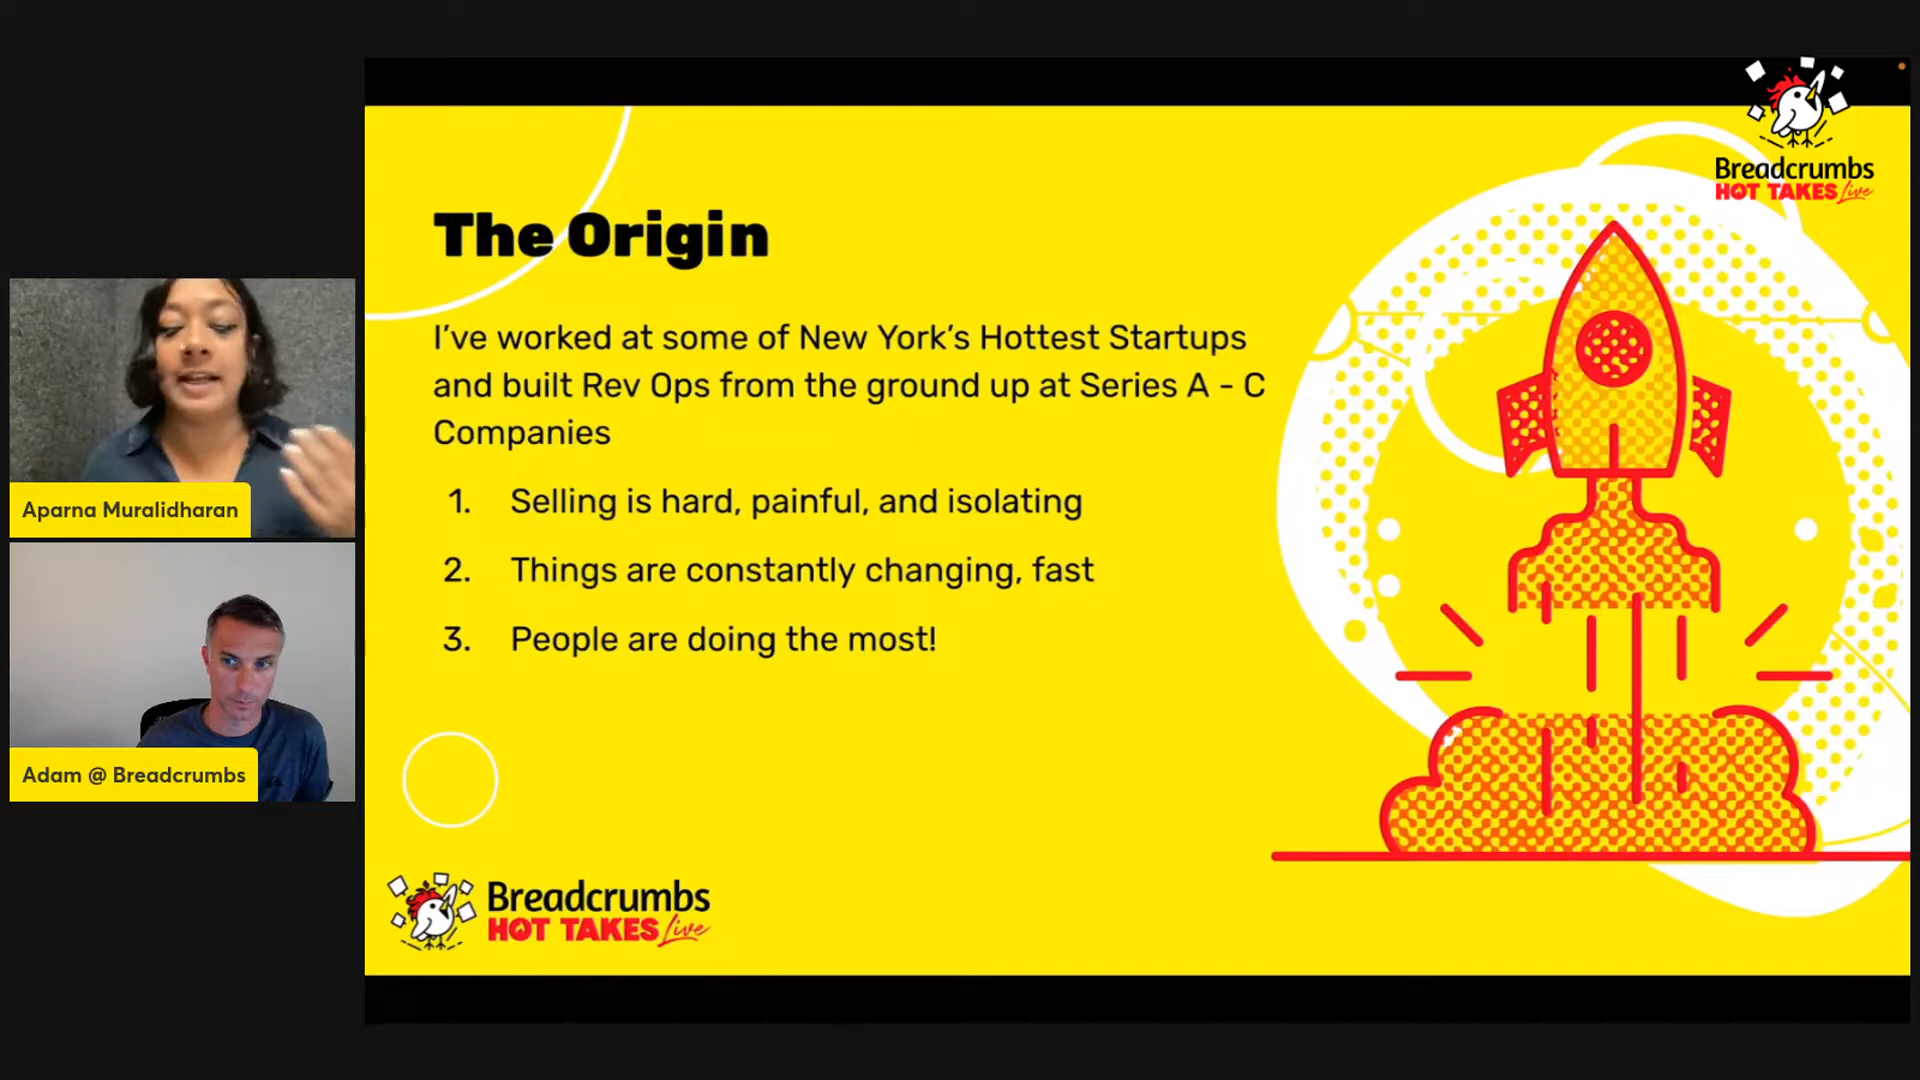 Breadcrumbs
HOT TAKES Live
The Origin
I've worked at some of New York's Hottest Startups
and built Rev Ops from the ground up at Series A - C
Companies
1. Selling is hard, painful, and isolating
2. Things are constantly changing, fast
3. People are doing the most!
Aparna Muralidharan
Adam @ Breadcrumbs
Breadcrumbs
HOT TAKES Live